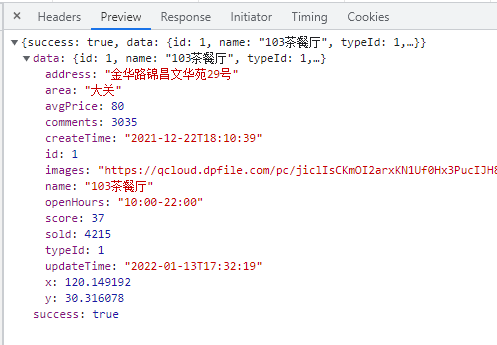 Headers Preview Response Initiator Timing Cookies
{success: true, data: {id: 1, name: "103茶餐厅", typeId: 1,…}}
data: {id: 1, name: "103茶餐厅", typeId: 1,…}
address: "金华路锦昌文华苑29号"
area: "大关"
avgPrice: 80
comments: 3035
createTime: "2021-12-22T18:10:39"
id: 1
images: "https://qcloud.dpfile.com/pc/jiclIsCKmOI2arxKN1Uf0Hx3PucIJH8
name: "103茶餐厅"
openHours: "10:00-22:00"
score: 37
sold: 4215
typeId: 1
updateTime: "2022-01-13T17:32:19"
x: 120.149192
y: 30.316078
success: true